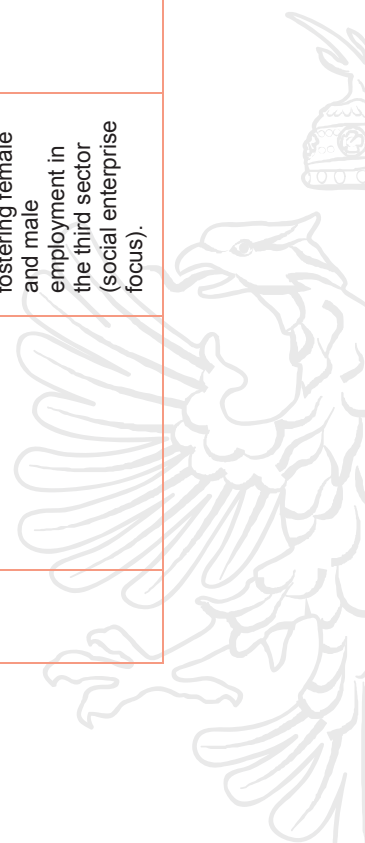 fostering female
and male
employment in
the third sector
(social enterprise
focus).